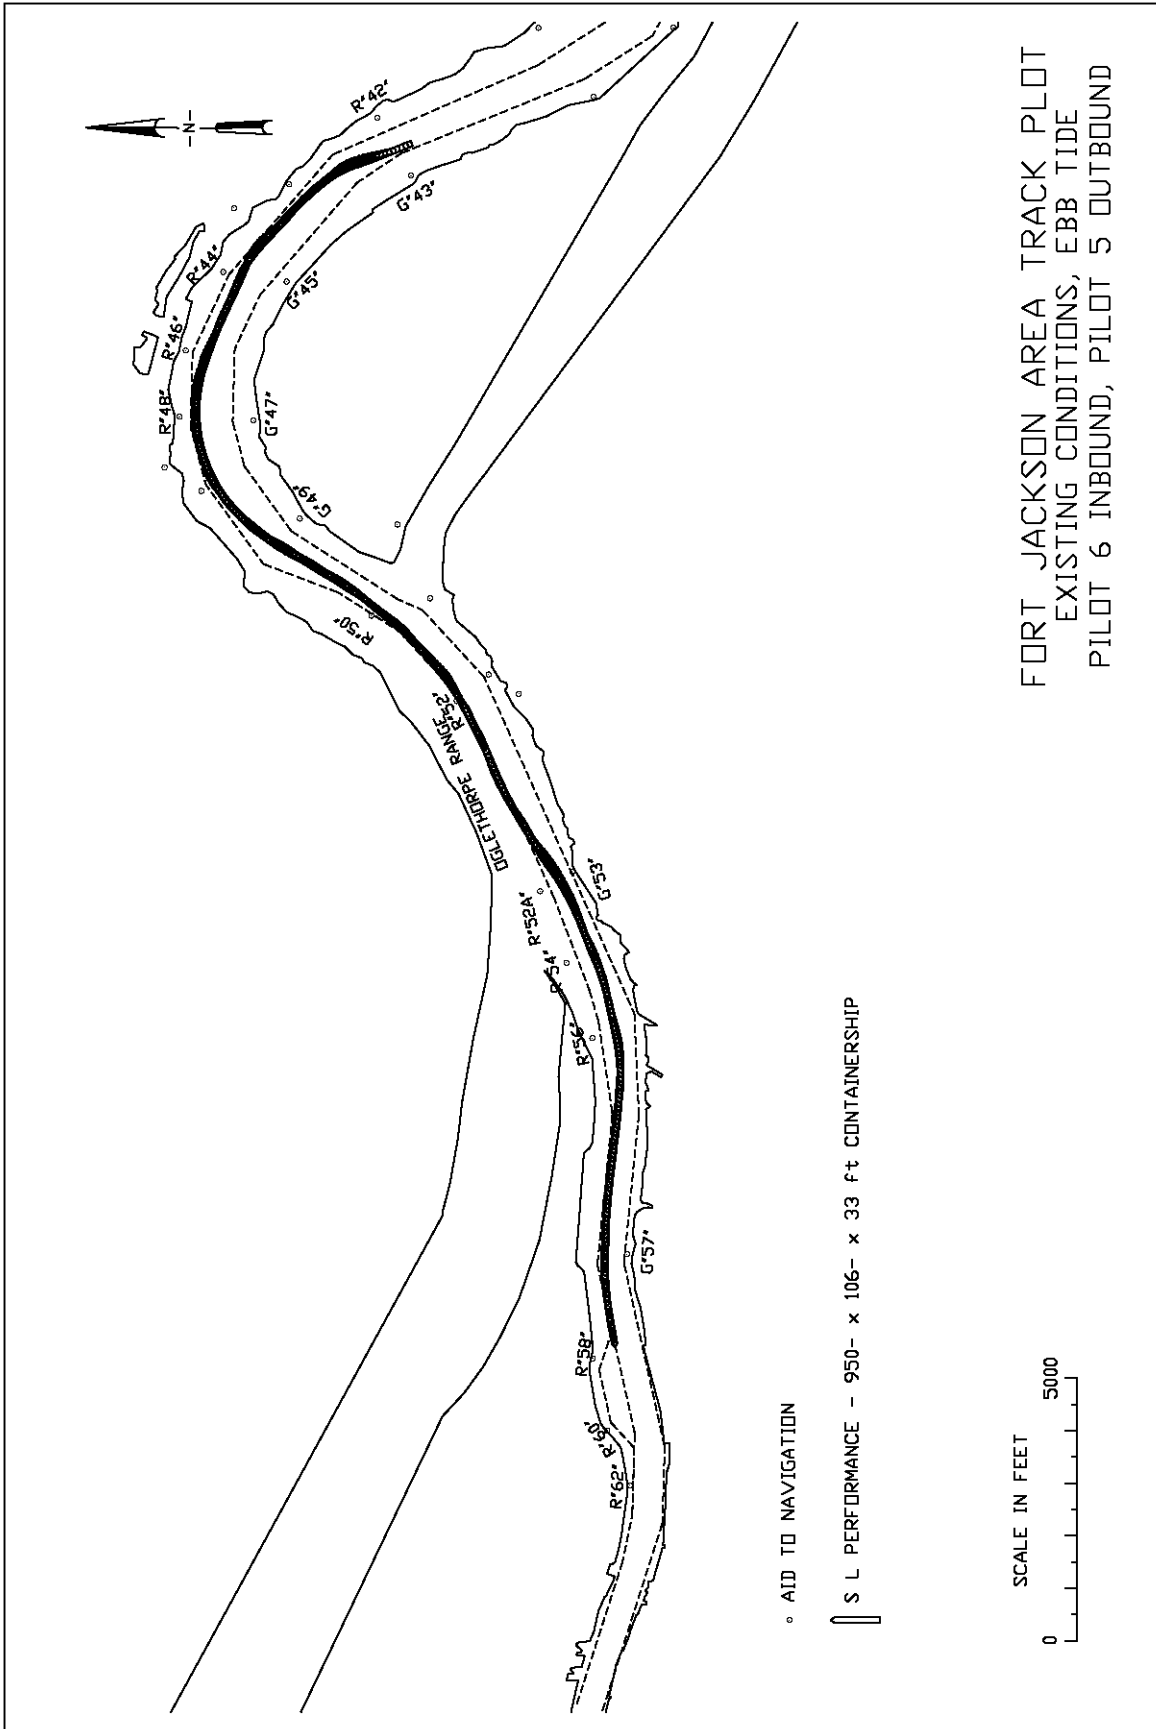 R"42"
-N-
G"43"
R"44"
G"45"
R"46"
G"47"
R"48"
G"49"
R"50"
R"52"
OGLETHORPE RANGE
G"53"
R"52A"
R"54"
R"56"
G"57"
R"58"
R"60"
R"62"
∘ AID TO NAVIGATION
S L PERFORMANCE - 950- x 106- x 33 ft CONTAINERSHIP
SCALE IN FEET
0 5000
FORT JACKSON AREA TRACK PLOT
EXISTING CONDITIONS, EBB TIDE
PILOT 6 INBOUND, PILOT 5 OUTBOUND